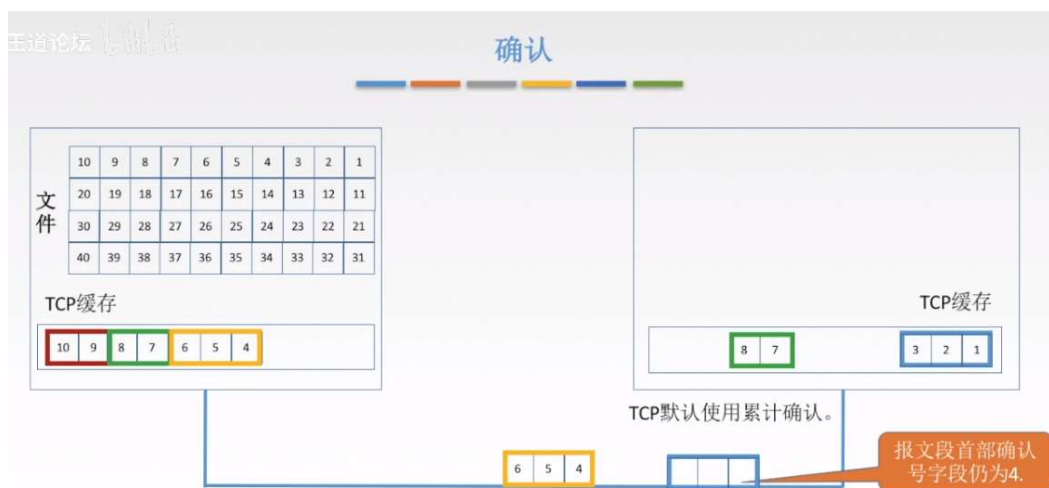 王道论坛
确认
10 9 8 7 6 5 4 3 2 1
文件
20 19 18 17 16 15 14 13 12 11
30 29 28 27 26 25 24 23 22 21
40 39 38 37 36 35 34 33 32 31
TCP缓存
10 9 8 7 6 5 4
TCP缓存
8 7
3 2 1
TCP默认使用累计确认。
6 5 4
报文段首部确认
号字段仍为4.